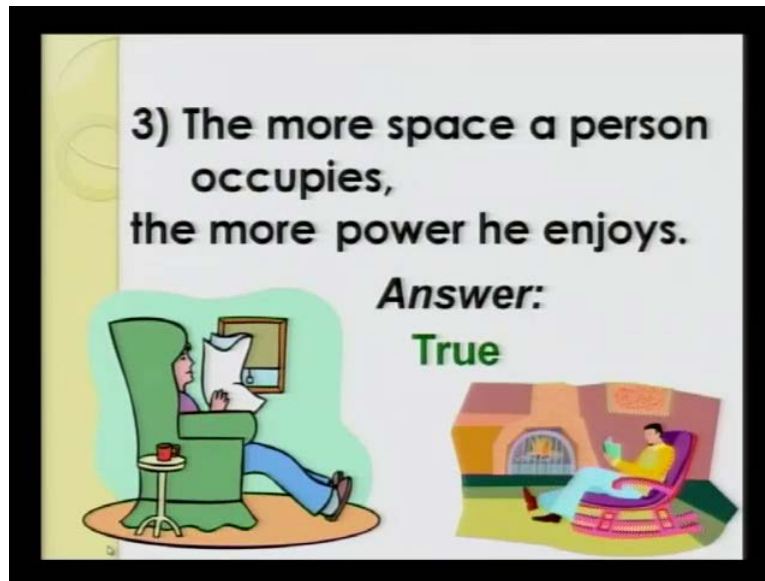 3) The more space a person
occupies,
the more power he enjoys.
Answer:
True